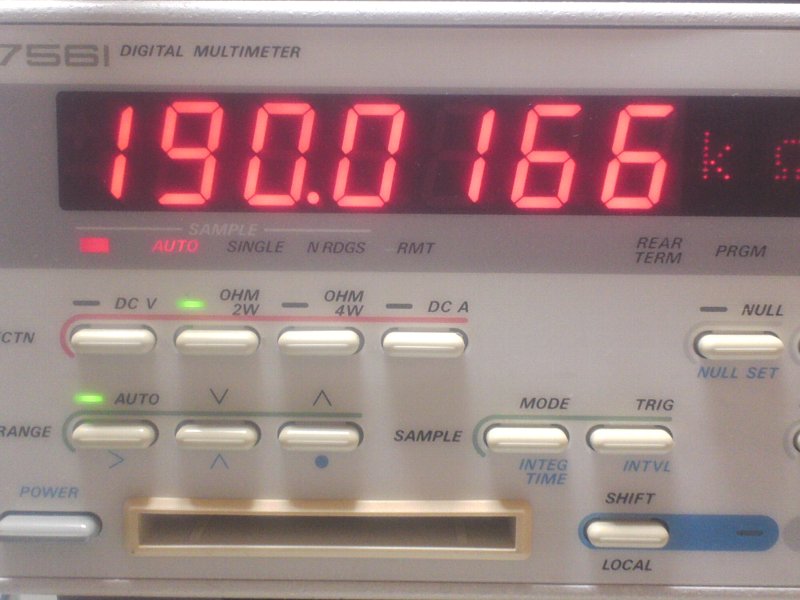 7561 DIGITAL MULTIMETER
190.0166 k Ω
SAMPLE
AUTO SINGLE N RDGS RMT REAR TERM PRGM
DC V OHM 2W OHM 4W DC A NULL
CTN
NULL SET
AUTO ∨ ∧ MODE TRIG
RANGE SAMPLE
> ∧ • INTEG TIME INTVL
POWER SHIFT
LOCAL